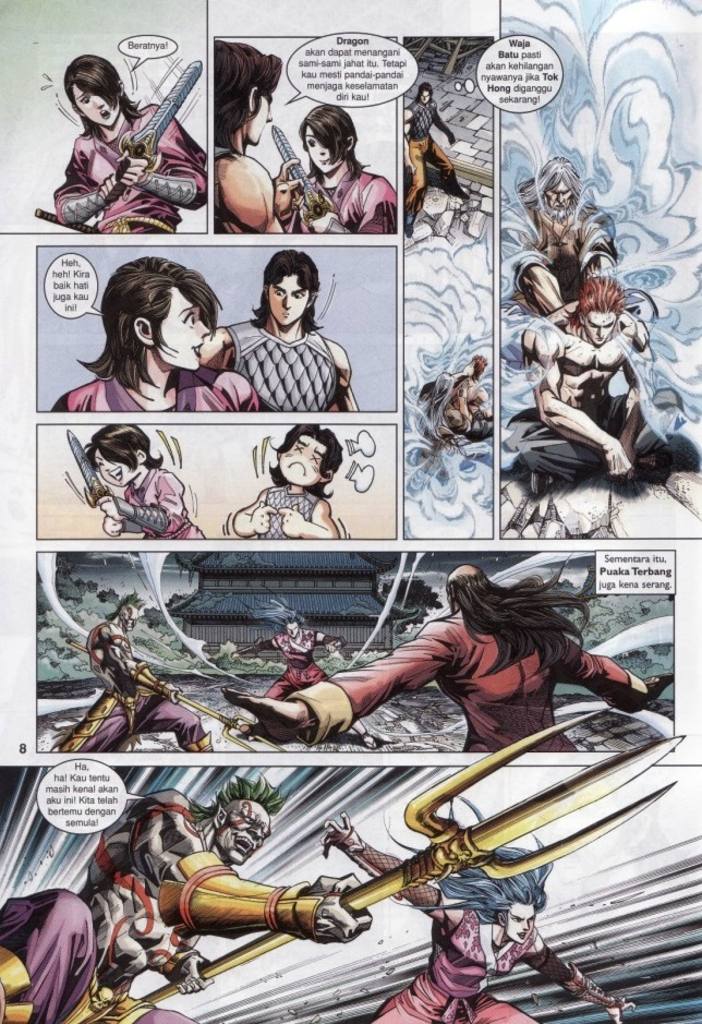 Beratnya!
Dragon
akan dapat menangani
sami-sami jahat itu. Tetapi
kau mesti pandai-pandai
menjaga keselamatan
diri kau!
Waja
Batu pasti
akan kehilangan
nyawanya jika Tok
Hong diganggu
sekarang!
Heh,
heh! Kira
baik hati
juga kau
ini!
Sementara itu,
Puaka Terbang
juga kena serang.
8
Ha,
ha! Kau tentu
masih kenal akan
aku ini! Kita telah
bertemu dengan
semula!